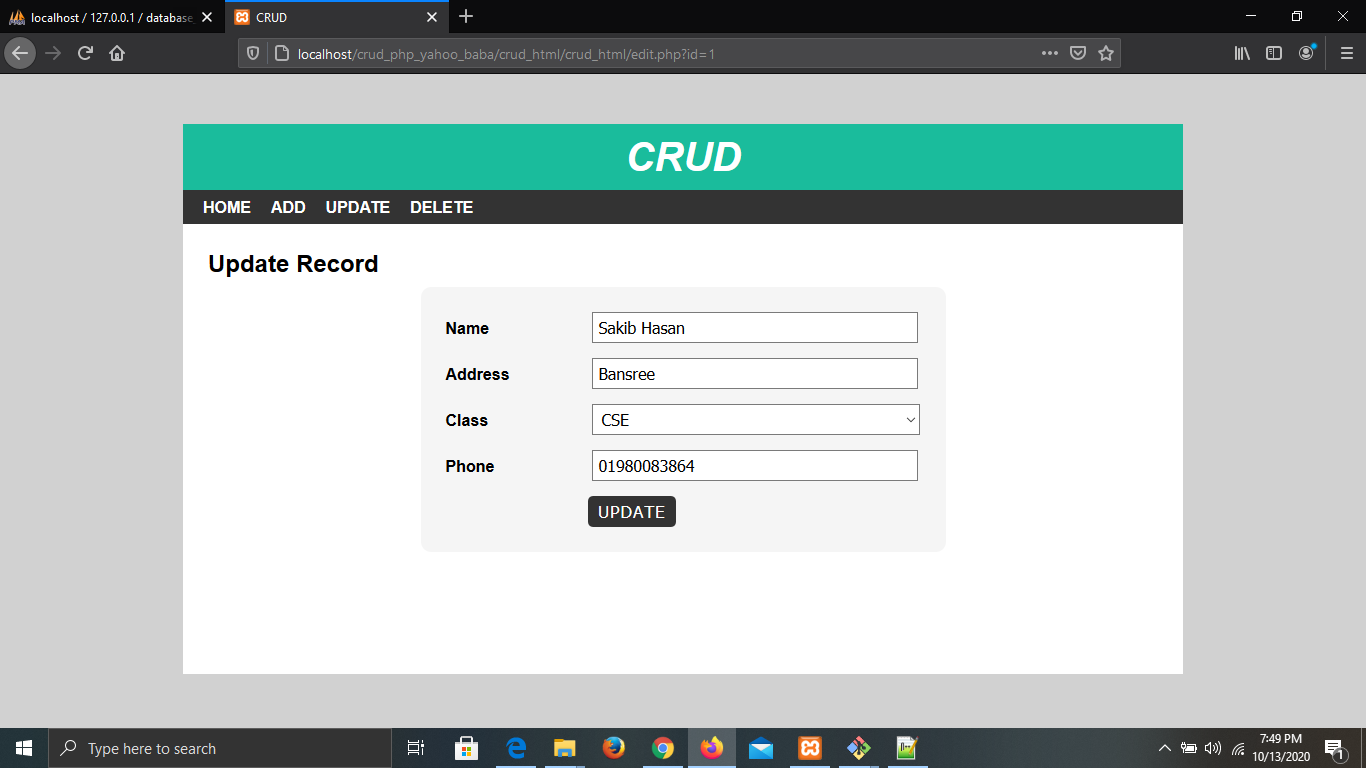 localhost / 127.0.0.1 / database
CRUD
localhost/crud_php_yahoo_baba/crud_html/crud_html/edit.php?id=1
CRUD
HOME ADD UPDATE DELETE
Update Record
Name Sakib Hasan
Address Bansree
Class CSE
Phone 01980083864
UPDATE
Type here to search
7:49 PM
10/13/2020
1